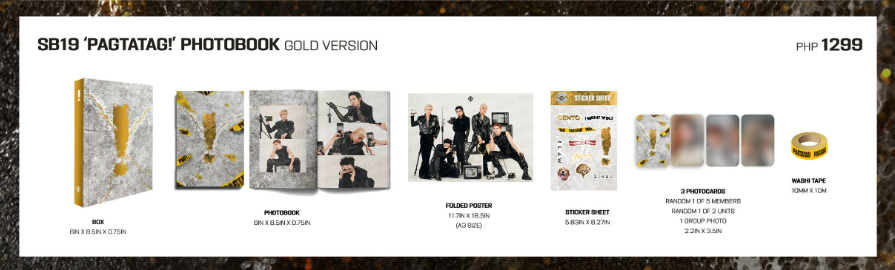 SB19 'PAGTATAG!' PHOTOBOOK GOLD VERSION
PHP 1299
STICKER SHEET
GENTO
I WANT YOU
BOX
6IN X 8.5IN X 0.75IN
PHOTOBOOK
6IN X 8.5IN X 0.75IN
FOLDED POSTER
11.7IN X 16.5IN
(A3 SIZE)
STICKER SHEET
5.83IN X 8.27IN
3 PHOTOCARDS
RANDOM 1 OF 5 MEMBERS
RANDOM 1 OF 2 UNITS
1 GROUP PHOTO
2.2IN X 3.5IN
WASHI TAPE
10MM X 10M